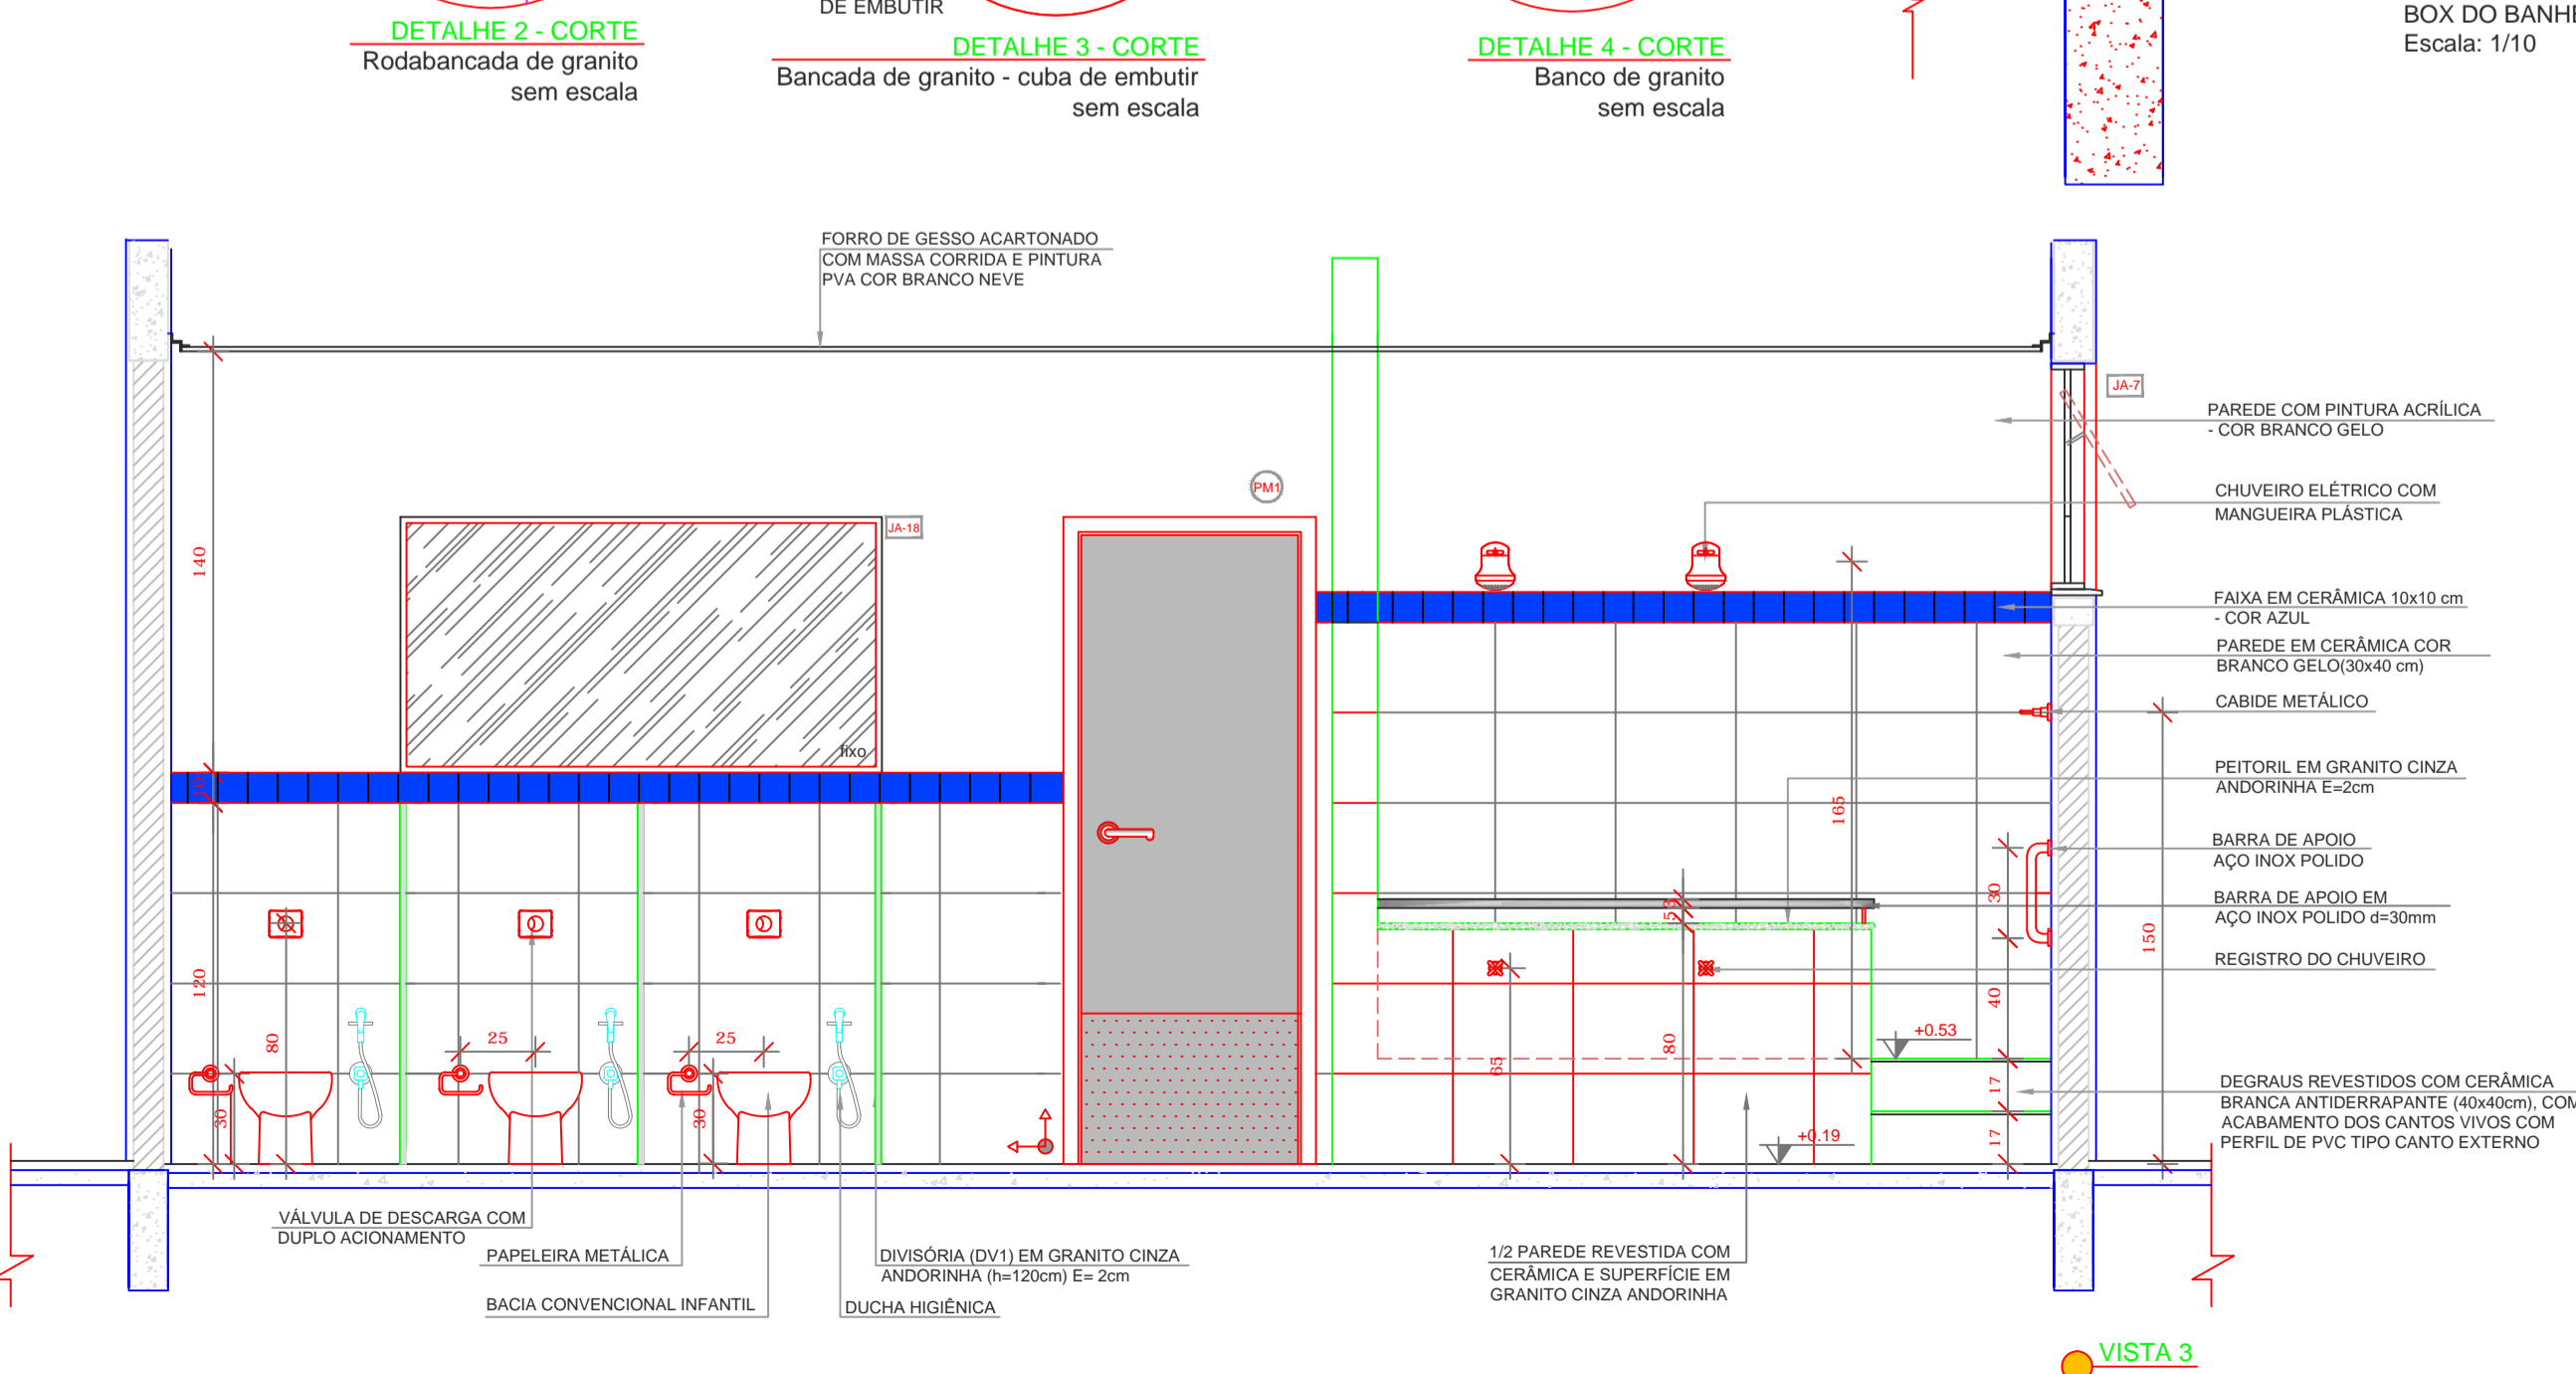 DE EMBUTIR
DETALHE 2 - CORTE
Rodabancada de granito
sem escala
DETALHE 3 - CORTE
Bancada de granito - cuba de embutir
sem escala
DETALHE 4 - CORTE
Banco de granito
sem escala
BOX DO BANHE
Escala: 1/10
FORRO DE GESSO ACARTONADO
COM MASSA CORRIDA E PINTURA
PVA COR BRANCO NEVE
JA-7
PAREDE COM PINTURA ACRÍLICA
- COR BRANCO GELO
PM1
CHUVEIRO ELÉTRICO COM
MANGUEIRA PLÁSTICA
JA-18
140
FAIXA EM CERÂMICA 10x10 cm
- COR AZUL
PAREDE EM CERÂMICA COR
BRANCO GELO(30x40 cm)
CABIDE METÁLICO
fixo
PEITORIL EM GRANITO CINZA
ANDORINHA E=2cm
10
165
BARRA DE APOIO
AÇO INOX POLIDO
30
BARRA DE APOIO EM
AÇO INOX POLIDO d=30mm
5
150
REGISTRO DO CHUVEIRO
120
40
80
25
25
80
65
+0.53
17
DEGRAUS REVESTIDOS COM CERÂMICA
BRANCA ANTIDERRAPANTE (40x40cm), COM
ACABAMENTO DOS CANTOS VIVOS COM
PERFIL DE PVC TIPO CANTO EXTERNO
30
30
+0.19
17
VÁLVULA DE DESCARGA COM
DUPLO ACIONAMENTO
PAPELEIRA METÁLICA
DIVISÓRIA (DV1) EM GRANITO CINZA
ANDORINHA (h=120cm) E= 2cm
BACIA CONVENCIONAL INFANTIL
DUCHA HIGIÊNICA
1/2 PAREDE REVESTIDA COM
CERÂMICA E SUPERFÍCIE EM
GRANITO CINZA ANDORINHA
VISTA 3